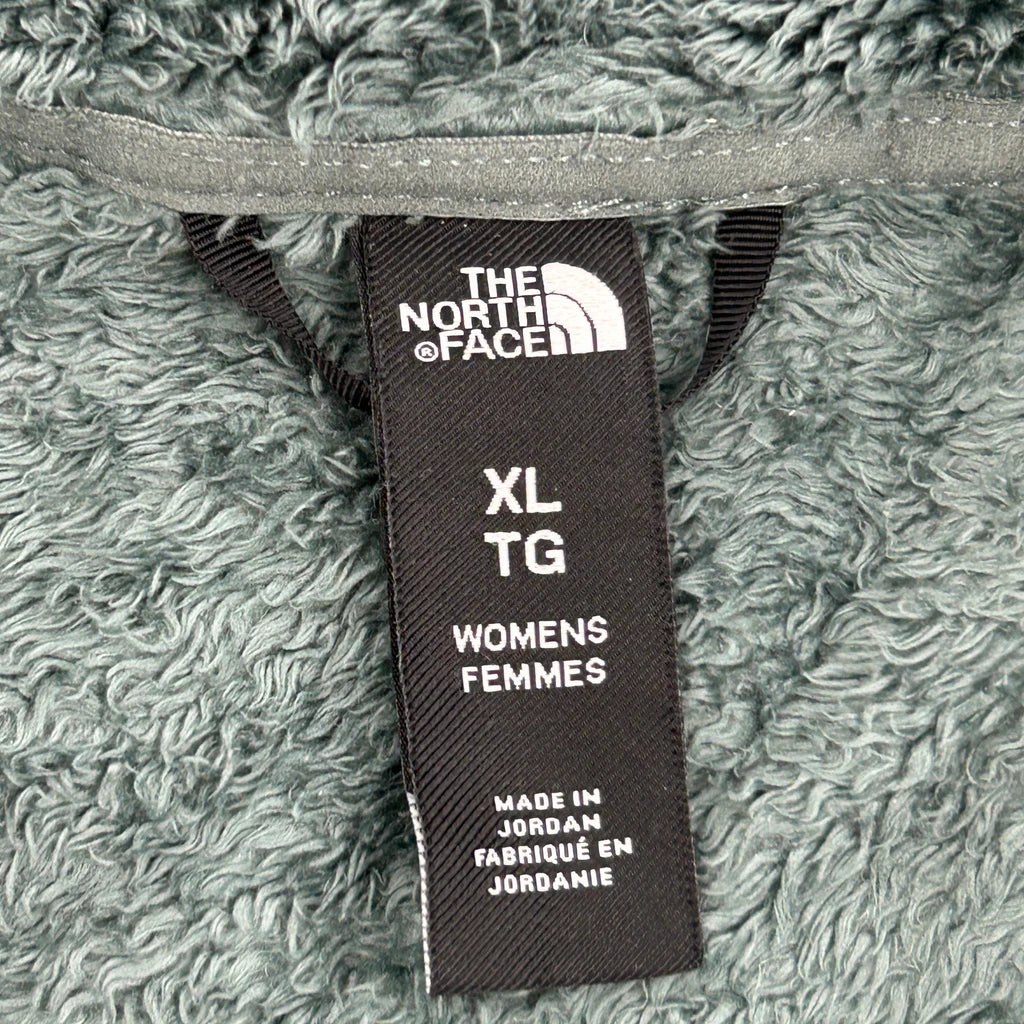 THE
NORTH
®FACE
XL
TG
WOMENS
FEMMES
MADE IN
JORDAN
FABRIQUÉ EN
JORDANIE